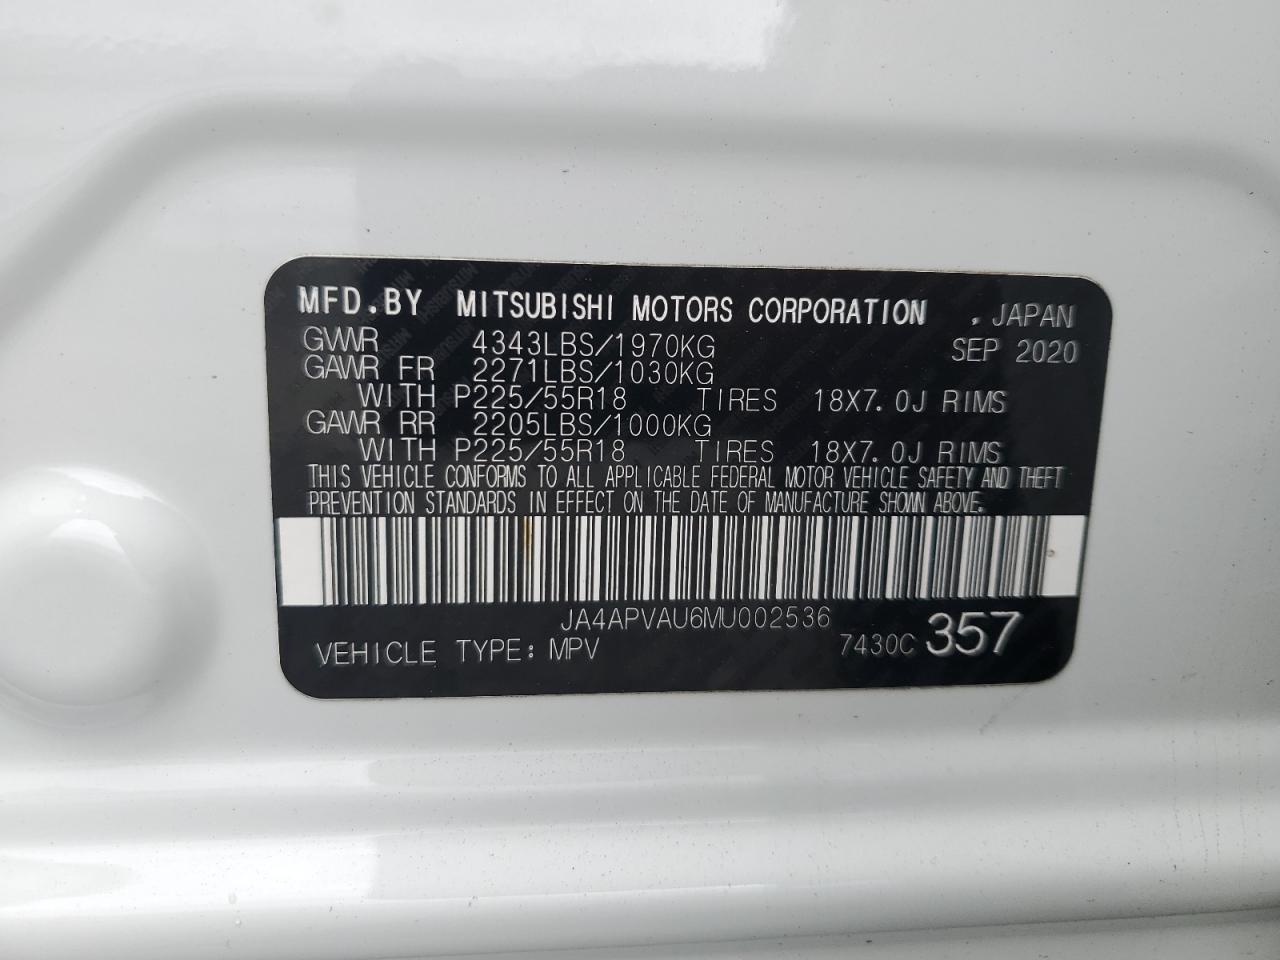 MFD.BY MITSUBISHI MOTORS CORPORATION . JAPAN
GVWR 4343LBS/1970KG SEP 2020
GAWR FR 2271LBS/1030KG
WITH P225/55R18 TIRES 18X7.0J RIMS
GAWR RR 2205LBS/1000KG
WITH P225/55R18 TIRES 18X7.0J RIMS
THIS VEHICLE CONFORMS TO ALL APPLICABLE FEDERAL MOTOR VEHICLE SAFETY AND THEFT
PREVENTION STANDARDS IN EFFECT ON THE DATE OF MANUFACTURE SHOWN ABOVE.
JA4APVAU6MU002536
VEHICLE TYPE: MPV 7430C 357